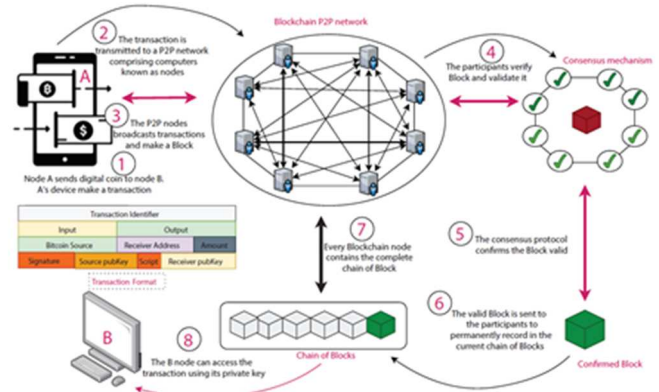 Blockchain P2P network
2
The transaction is
transmitted to a P2P network
comprising computers
known as nodes
A
3
The P2P nodes
broadcasts transactions
and make a Block
1
Node A sends digital coin to node B.
A's device make a transaction
4
The participants verify
Block and validate it
Consensus mechanism
5
The consensus protocol
confirms the Block valid
6
The valid Block is sent to
the participants to
permanently record in the
current chain of Blocks
Confirmed Block
7
Every Blockchain node
contains the complete
chain of Block
Chain of Blocks
Transaction Identifier
Input Output
Bitcoin Source Receiver Address Amount
Signature Source pubKey Script Receiver pubKey
Transaction Format
B
8
The B node can access the
transaction using its private key